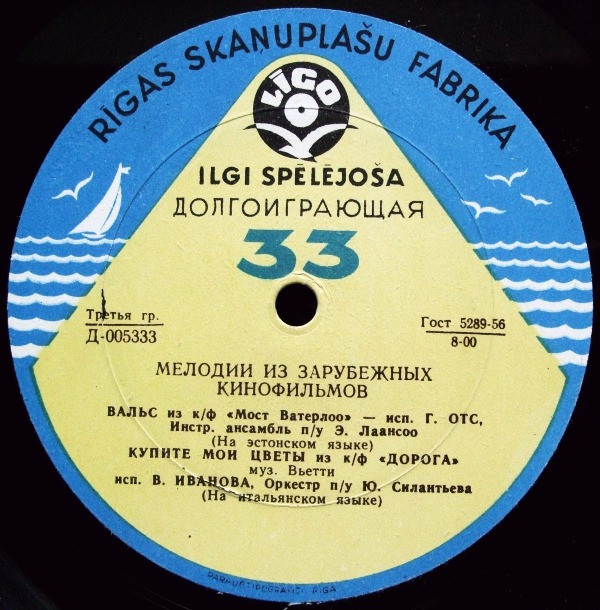 RĪGAS SKAŅUPLAŠU FABRIKA
LĪGO
ILGI SPĒLĒJOŠA
ДОЛГОИГРАЮЩАЯ
33
Третья гр.
Д-005333
Гост 5289-56
8-00
МЕЛОДИИ ИЗ ЗАРУБЕЖНЫХ
КИНОФИЛЬМОВ
ВАЛЬС из к/ф «Мост Ватерлоо» — исп. Г. ОТС,
Инстр. ансамбль п/у Э. Лаансоо
(На эстонском языке)
КУПИТЕ МОИ ЦВЕТЫ из к/ф «ДОРОГА»
муз. Вьетти
исп. В. ИВАНОВА, Оркестр п/у Ю. Силантьева
(На итальянском языке)
RĪGĀ